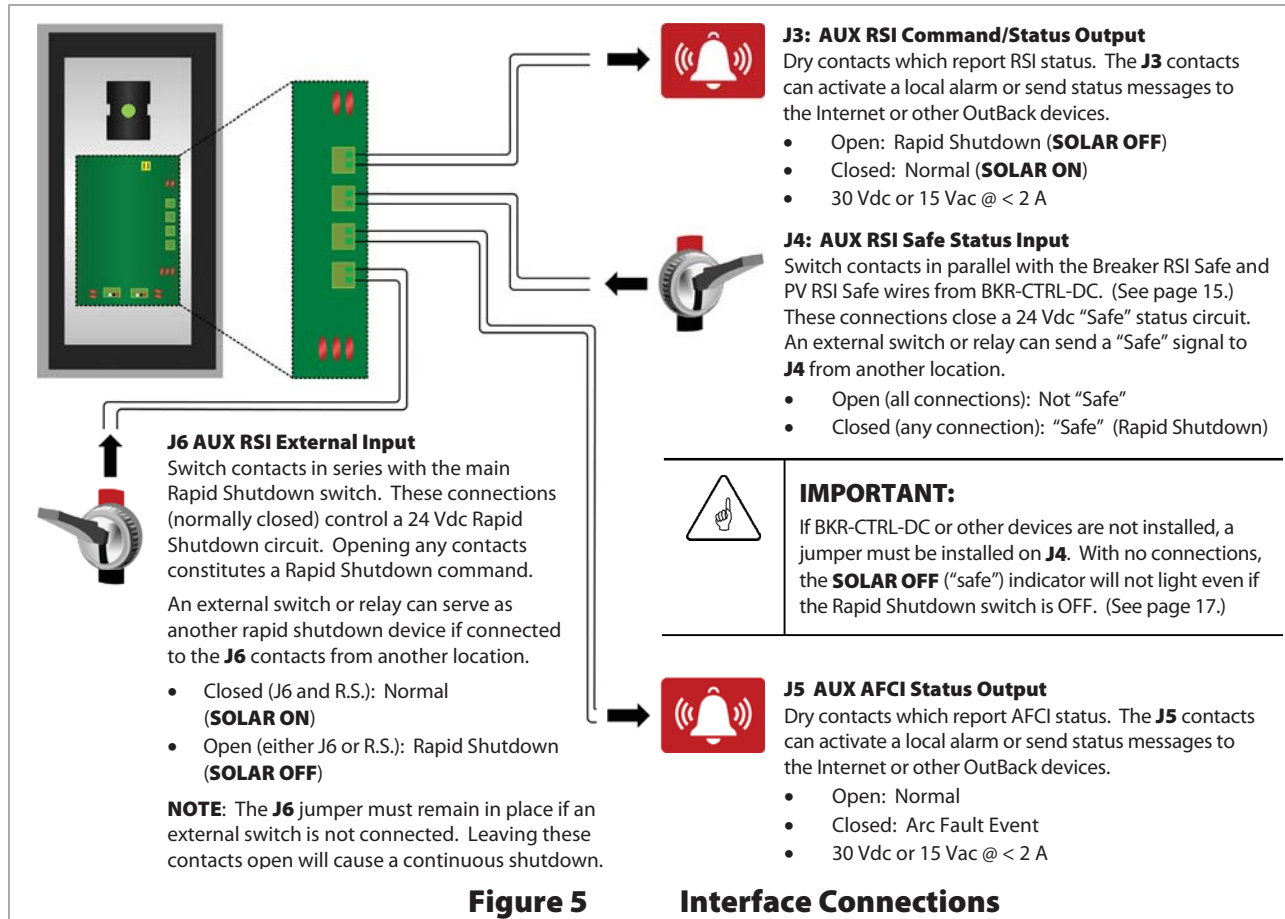 J3: AUX RSI Command/Status Output
Dry contacts which report RSI status. The J3 contacts
can activate a local alarm or send status messages to
the Internet or other OutBack devices.
• Open: Rapid Shutdown (SOLAR OFF)
• Closed: Normal (SOLAR ON)
• 30 Vdc or 15 Vac @ < 2 A
J4: AUX RSI Safe Status Input
Switch contacts in parallel with the Breaker RSI Safe and
PV RSI Safe wires from BKR-CTRL-DC. (See page 15.)
These connections close a 24 Vdc “Safe” status circuit.
An external switch or relay can send a “Safe” signal to
J4 from another location.
• Open (all connections): Not “Safe”
• Closed (any connection): “Safe” (Rapid Shutdown)
IMPORTANT:
If BKR-CTRL-DC or other devices are not installed, a
jumper must be installed on J4. With no connections,
the SOLAR OFF (“safe”) indicator will not light even if
the Rapid Shutdown switch is OFF. (See page 17.)
J6 AUX RSI External Input
Switch contacts in series with the main
Rapid Shutdown switch. These connections
(normally closed) control a 24 Vdc Rapid
Shutdown circuit. Opening any contacts
constitutes a Rapid Shutdown command.
An external switch or relay can serve as
another rapid shutdown device if connected
to the J6 contacts from another location.
• Closed (J6 and R.S.): Normal
(SOLAR ON)
• Open (either J6 or R.S.): Rapid Shutdown
(SOLAR OFF)
NOTE: The J6 jumper must remain in place if an
external switch is not connected. Leaving these
contacts open will cause a continuous shutdown.
J5 AUX AFCI Status Output
Dry contacts which report AFCI status. The J5 contacts
can activate a local alarm or send status messages to
the Internet or other OutBack devices.
• Open: Normal
• Closed: Arc Fault Event
• 30 Vdc or 15 Vac @ < 2 A
Figure 5 Interface Connections